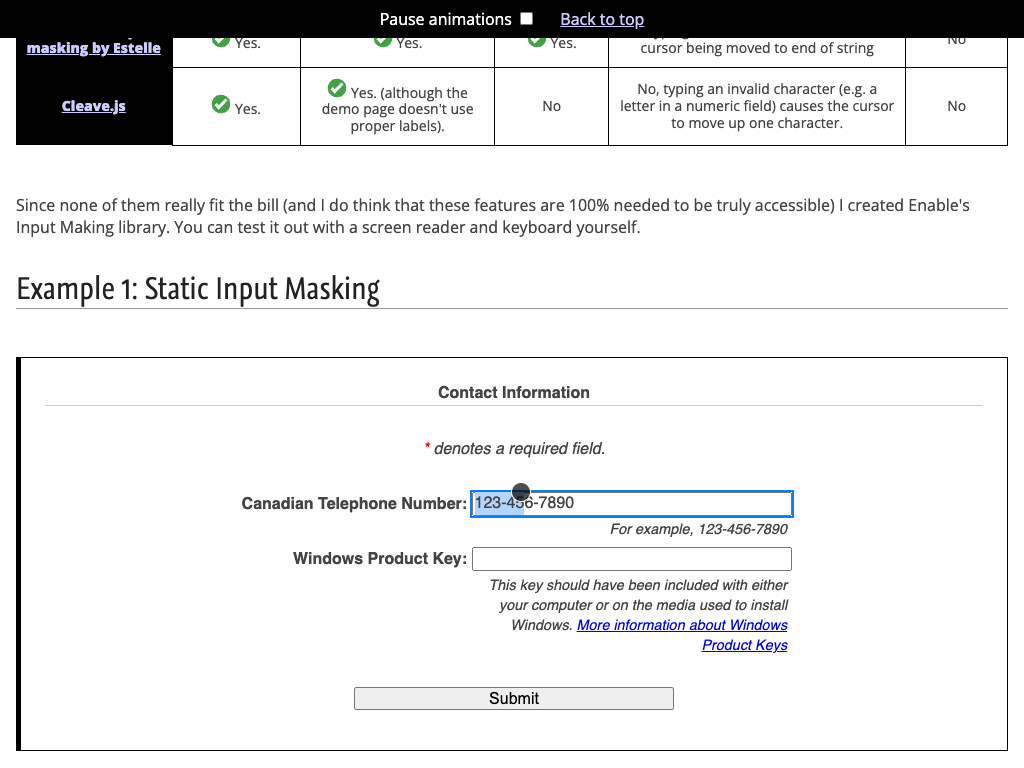 Pause animations Back to top
masking by Estelle
Yes.
Yes.
Yes.
cursor being moved to end of string
No
Cleave.js
Yes.
Yes. (although the
demo page doesn't use
proper labels).
No
No, typing an invalid character (e.g. a
letter in a numeric field) causes the cursor
to move up one character.
No
Since none of them really fit the bill (and I do think that these features are 100% needed to be truly accessible) I created Enable's
Input Making library. You can test it out with a screen reader and keyboard yourself.
Example 1: Static Input Masking
Contact Information
* denotes a required field.
Canadian Telephone Number: 123-456-7890
For example, 123-456-7890
Windows Product Key:
This key should have been included with either
your computer or on the media used to install
Windows. More information about Windows
Product Keys
Submit